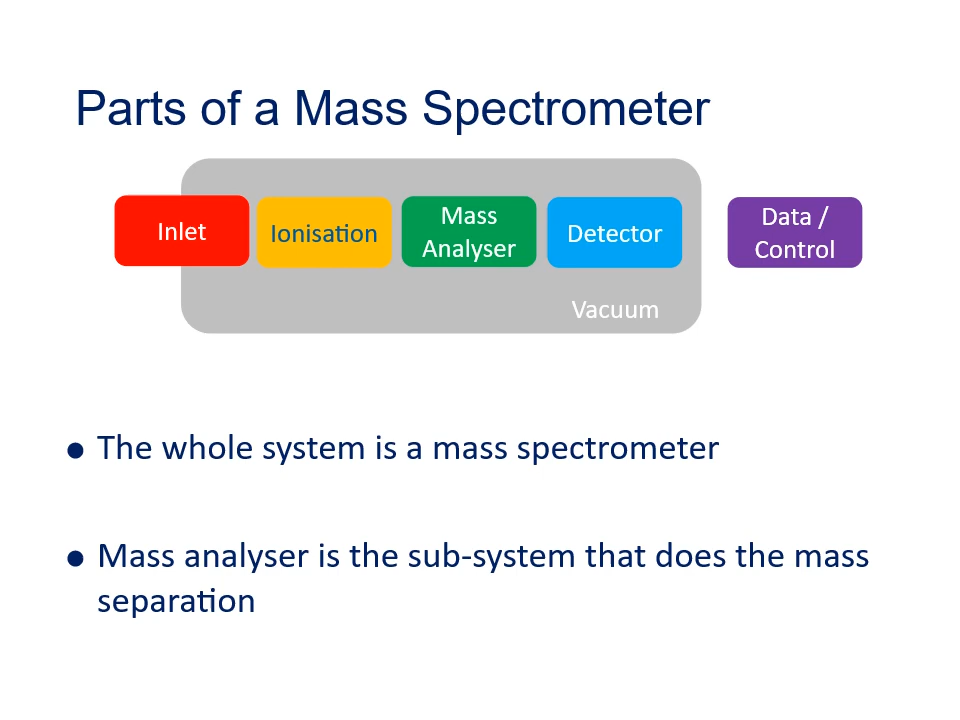 Parts of a Mass Spectrometer
Inlet
Ionisation
Mass
Analyser
Detector
Data /
Control
Vacuum
● The whole system is a mass spectrometer
● Mass analyser is the sub-system that does the mass
separation